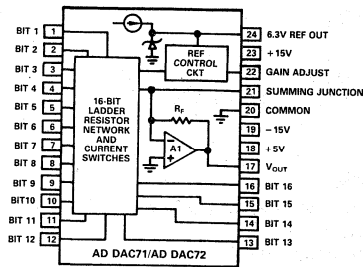 BIT 1 1
BIT 2 2
BIT 3 3
BIT 4 4
BIT 5 5
BIT 6 6
BIT 7 7
BIT 8 8
BIT 9 9
BIT10 10
BIT 11 11
BIT 12 12
16-BIT
LADDER
RESISTOR
NETWORK
AND
CURRENT
SWITCHES
REF
CONTROL
CKT
RF
A1
24 6.3V REF OUT
23 +15V
22 GAIN ADJUST
21 SUMMING JUNCTION
20 COMMON
19 -15V
18 +5V
17 VOUT
16 BIT 16
15 BIT 15
14 BIT 14
13 BIT 13
AD DAC71/AD DAC72